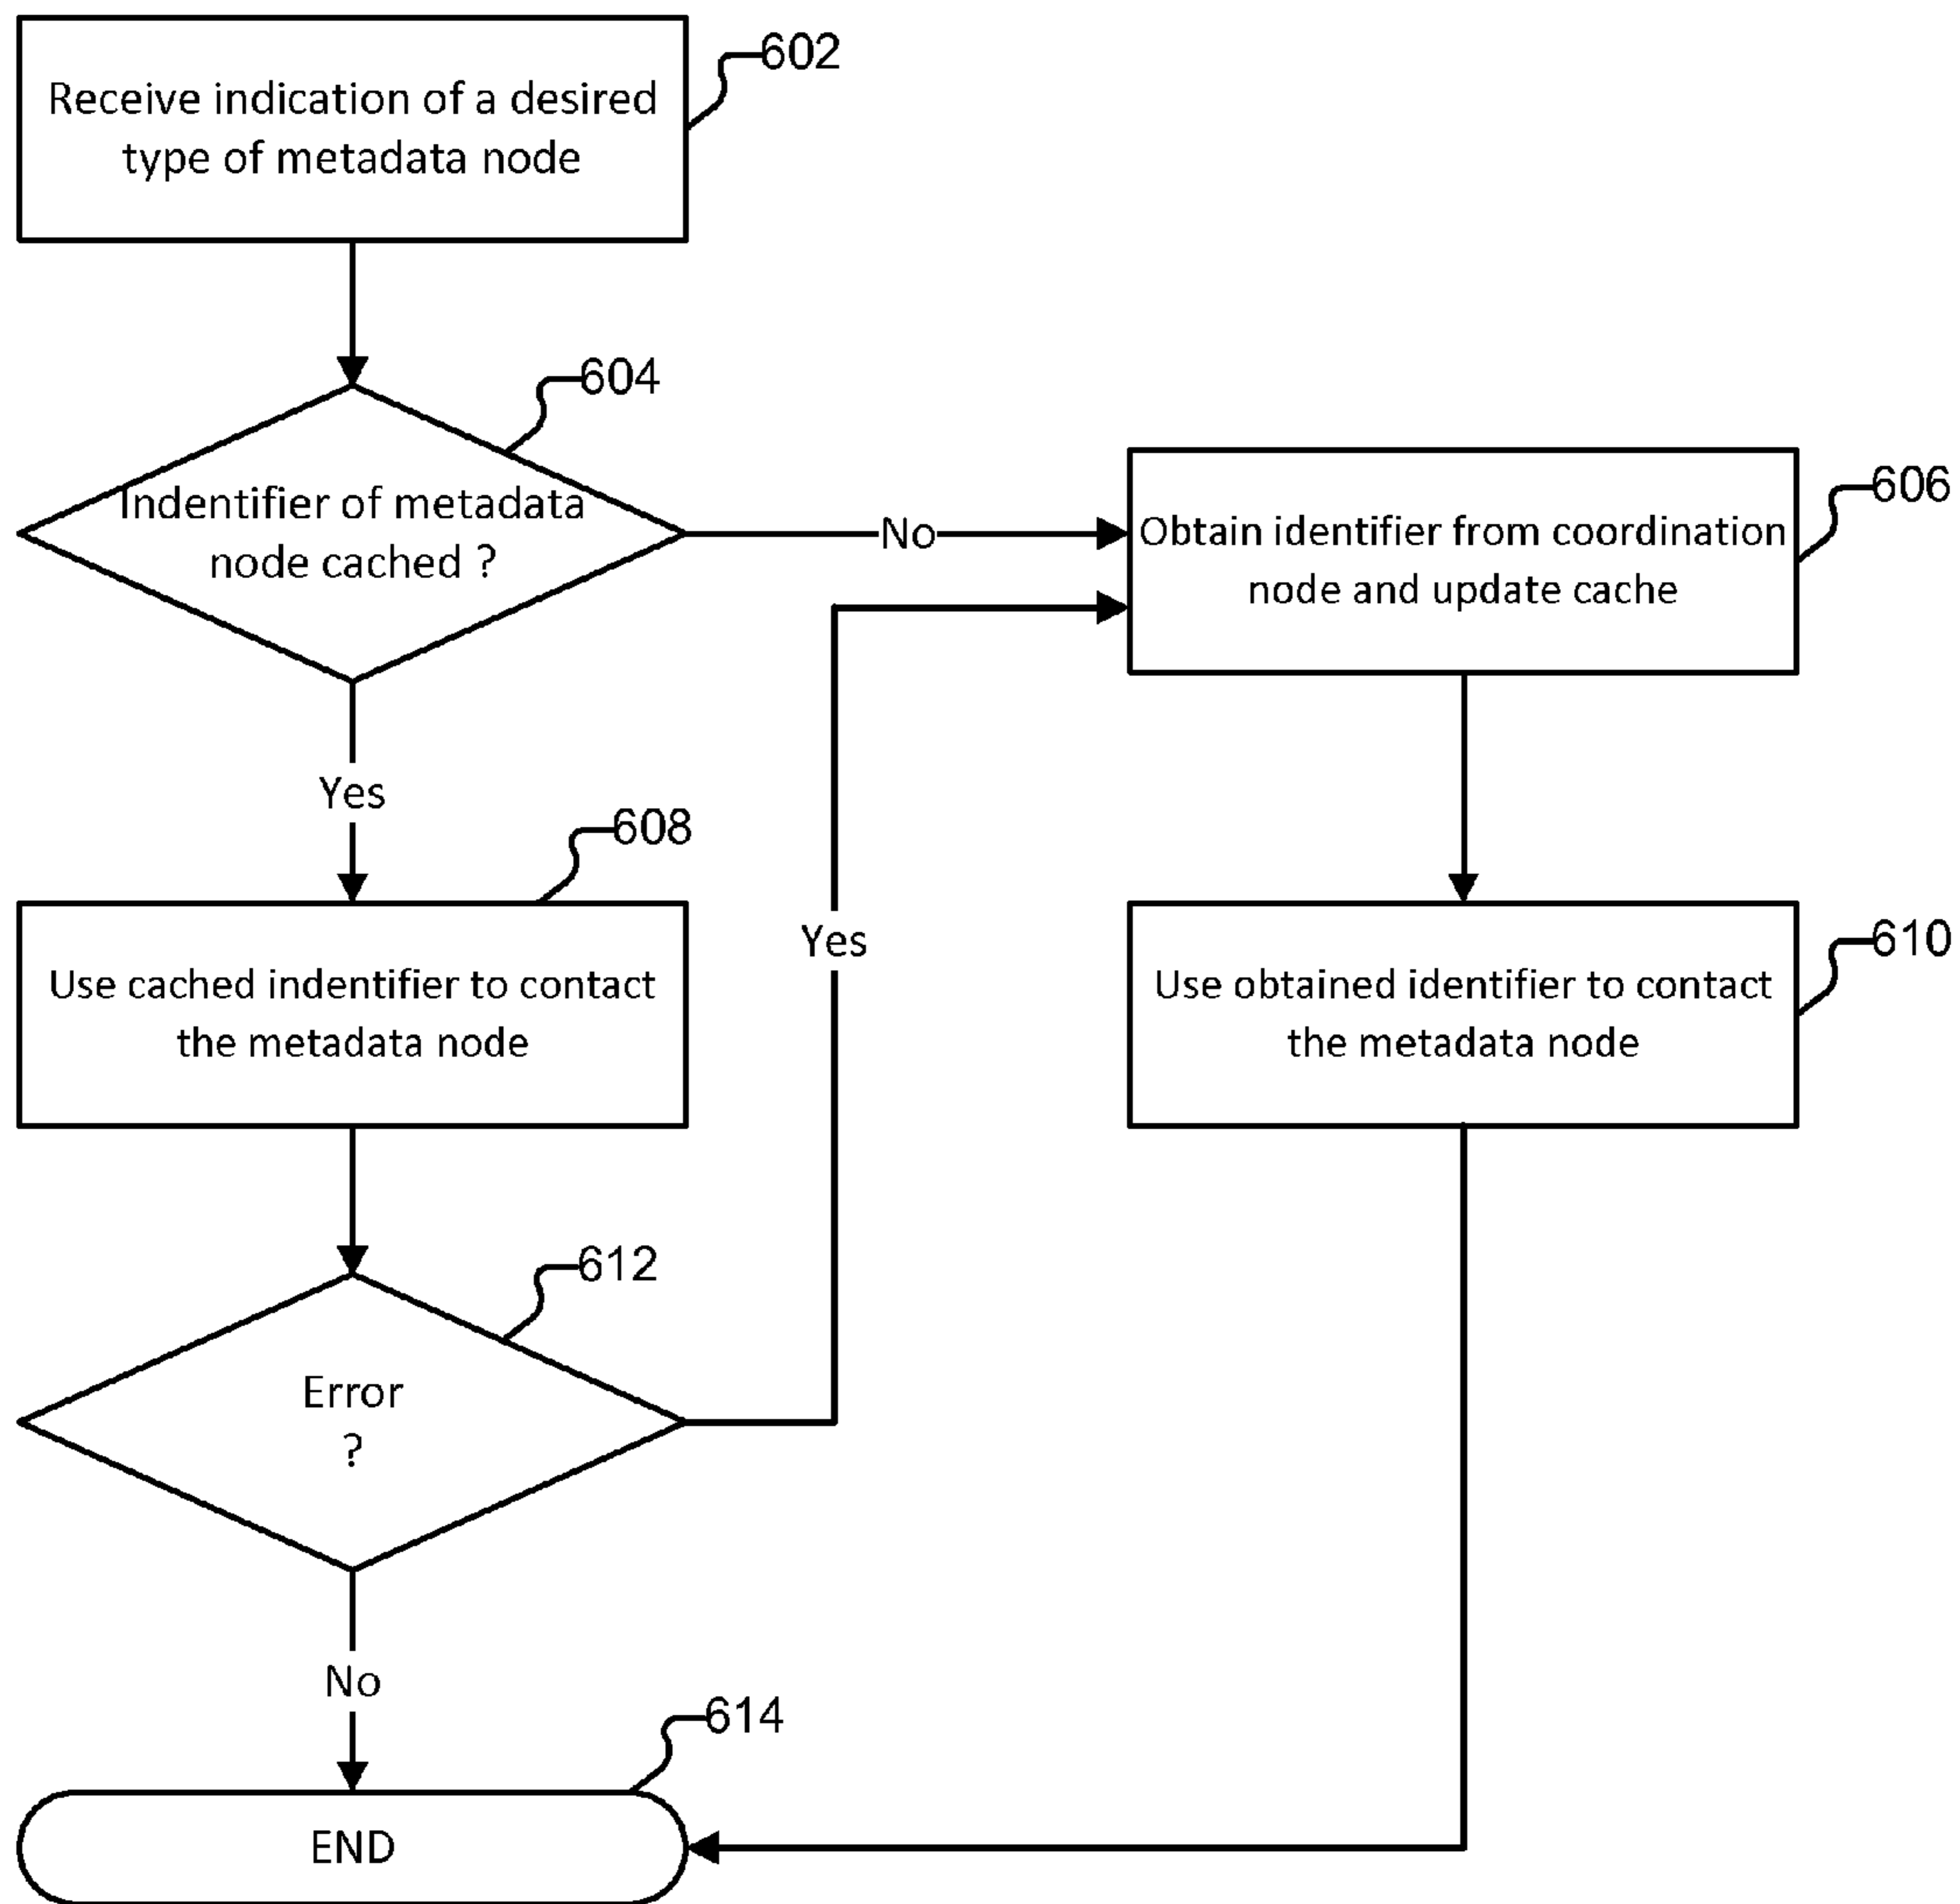 Receive indication of a desired
type of metadata node
602
Indentifier of metadata
node cached ?
604
No
Obtain identifier from coordination
node and update cache
606
Yes
Use cached indentifier to contact
the metadata node
608
Yes
Use obtained identifier to contact
the metadata node
610
Error
?
612
No
END
614